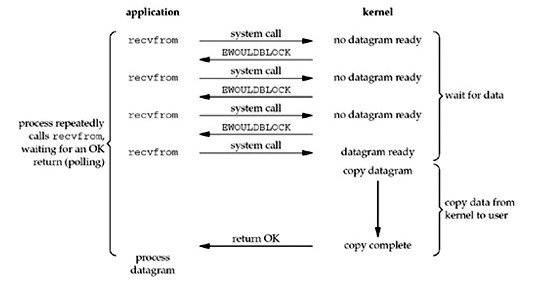 application
kernel
recvfrom
system call
no datagram ready
EWOULDBLOCK
recvfrom
system call
no datagram ready
EWOULDBLOCK
recvfrom
system call
no datagram ready
EWOULDBLOCK
recvfrom
system call
datagram ready
copy datagram
return OK
copy complete
process
datagram
process repeatedly
calls recvfrom,
waiting for an OK
return (polling)
wait for data
copy data from
kernel to user